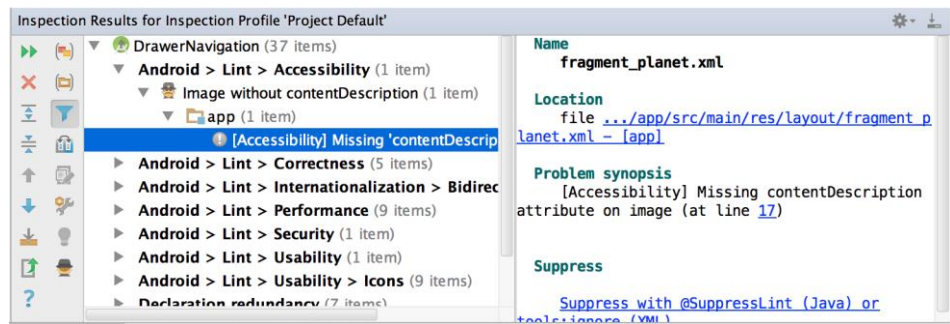 Inspection Results for Inspection Profile 'Project Default'
DrawerNavigation (37 items)
Android > Lint > Accessibility (1 item)
Image without contentDescription (1 item)
app (1 item)
[Accessibility] Missing 'contentDescrip
Android > Lint > Correctness (5 items)
Android > Lint > Internationalization > Bidirec
Android > Lint > Performance (9 items)
Android > Lint > Security (1 item)
Android > Lint > Usability (1 item)
Android > Lint > Usability > Icons (9 items)
Declaration redundancy (7 items)
Name
fragment_planet.xml
Location
file .../app/src/main/res/layout/fragment_p
lanet.xml – [app]
Problem synopsis
[Accessibility] Missing contentDescription
attribute on image (at line 17)
Suppress
Suppress with @SuppressLint (Java) or
tools:ignore (XML)